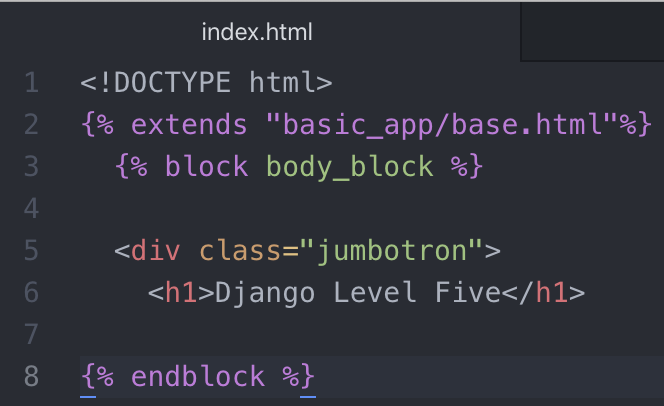 index.html
1 <!DOCTYPE html>
2 {% extends "basic_app/base.html"%}
3 {% block body_block %}
4
5 <div class="jumbotron">
6 <h1>Django Level Five</h1>
7
8 {% endblock %}